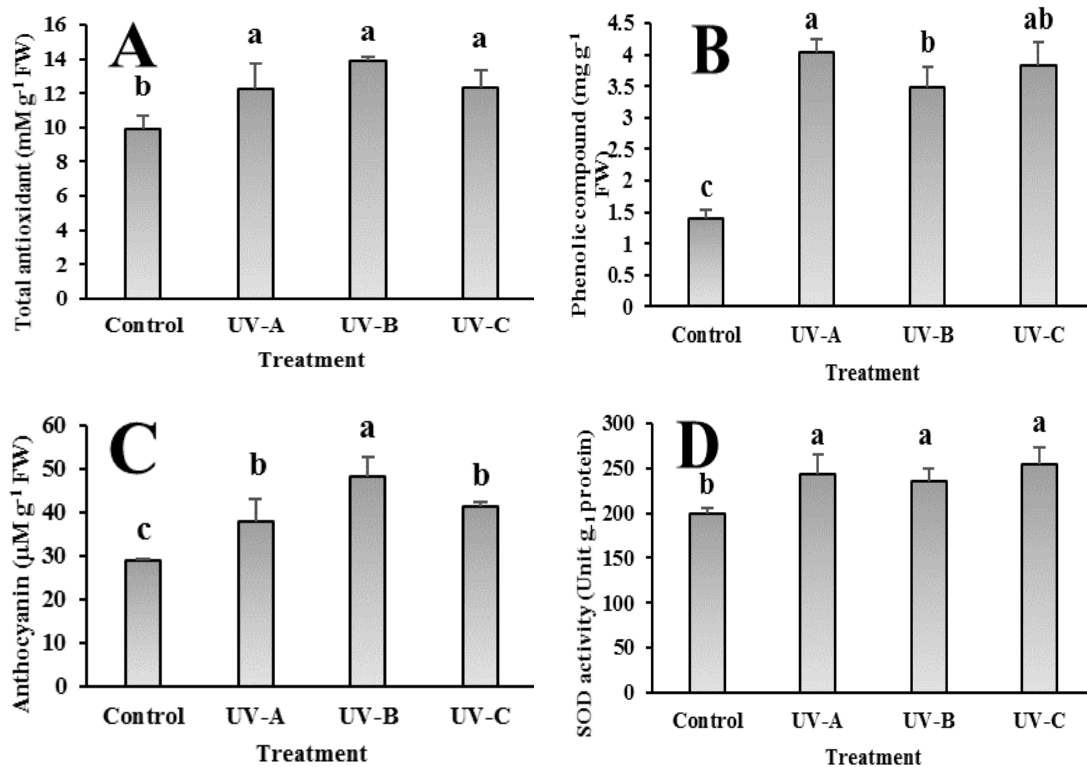 A
Total antioxidant (mM g⁻¹ FW)
16
14
12
10
8
6
4
2
0
b
a
a
a
Control UV-A UV-B UV-C
Treatment
B
Phenolic compound (mg g⁻¹
FW)
4.5
4
3.5
3
2.5
2
1.5
1
0.5
0
c
a
b
ab
Control UV-A UV-B UV-C
Treatment
C
Anthocyanin (µM g⁻¹ FW)
60
50
40
30
20
10
0
c
b
a
b
Control UV-A UV-B UV-C
Treatment
D
SOD activity (Unit g₋₁ protein)
300
250
200
150
100
50
0
b
a
a
a
Control UV-A UV-B UV-C
Treatment